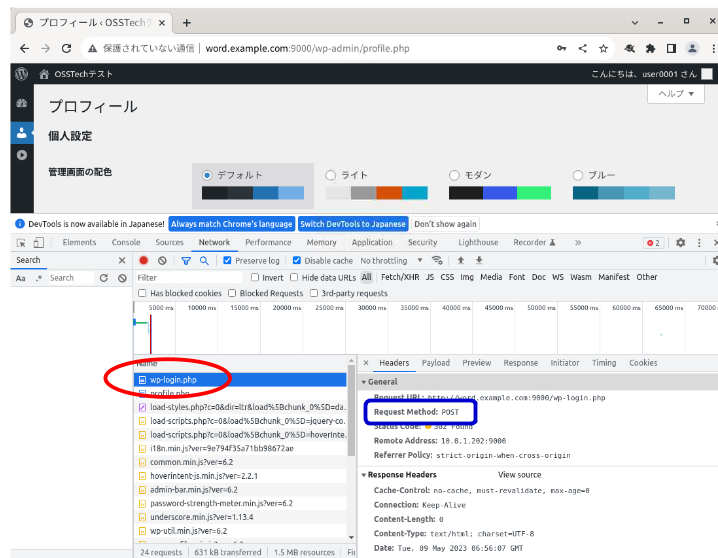 プロフィール ‹ OSSTech × +
保護されていない通信 | word.example.com:9000/wp-admin/profile.php
OSSTechテスト こんにちは、user0001 さん
ヘルプ ▼
プロフィール
個人設定
管理画面の配色 デフォルト ライト モダン ブルー
DevTools is now available in Japanese! Always match Chrome's language Switch DevTools to Japanese Don't show again
Elements Console Sources Network Performance Memory Application Security Lighthouse Recorder » 2
Search × Preserve log Disable cache No throttling ▼
Aa .* Search Filter Invert Hide data URLs All Fetch/XHR JS CSS Img Media Font Doc WS Wasm Manifest Other
Has blocked cookies Blocked Requests 3rd-party requests
5000 ms 10000 ms 15000 ms 20000 ms 25000 ms 30000 ms 35000 ms 40000 ms 45000 ms 50000 ms 55000 ms 60000 ms 65000 ms 70000
Name × Headers Payload Preview Response Initiator Timing Cookies
wp-login.php
profile.php
load-styles.php?c=0&dir=ltr&load%5Bchunk_0%5D=da...
load-scripts.php?c=0&load%5Bchunk_0%5D=jquery-co...
load-scripts.php?c=0&load%5Bchunk_0%5D=hoverinte...
i18n.min.js?ver=9e794f35a71bb98672ae
common.min.js?ver=6.2
hoverintent-js.min.js?ver=2.2.1
admin-bar.min.js?ver=6.2
password-strength-meter.min.js?ver=6.2
underscore.min.js?ver=1.13.4
wp-util.min.js?ver=6.2
24 requests 631 kB transferred 1.5 MB resources Fi
▼ General
Request URL: http://word.example.com:9000/wp-login.php
Request Method: POST
Status Code: 302 Found
Remote Address: 10.0.1.202:9000
Referrer Policy: strict-origin-when-cross-origin
▼ Response Headers View source
Cache-Control: no-cache, must-revalidate, max-age=0
Connection: Keep-Alive
Content-Length: 0
Content-Type: text/html; charset=UTF-8
Date: Tue, 09 May 2023 06:56:07 GMT